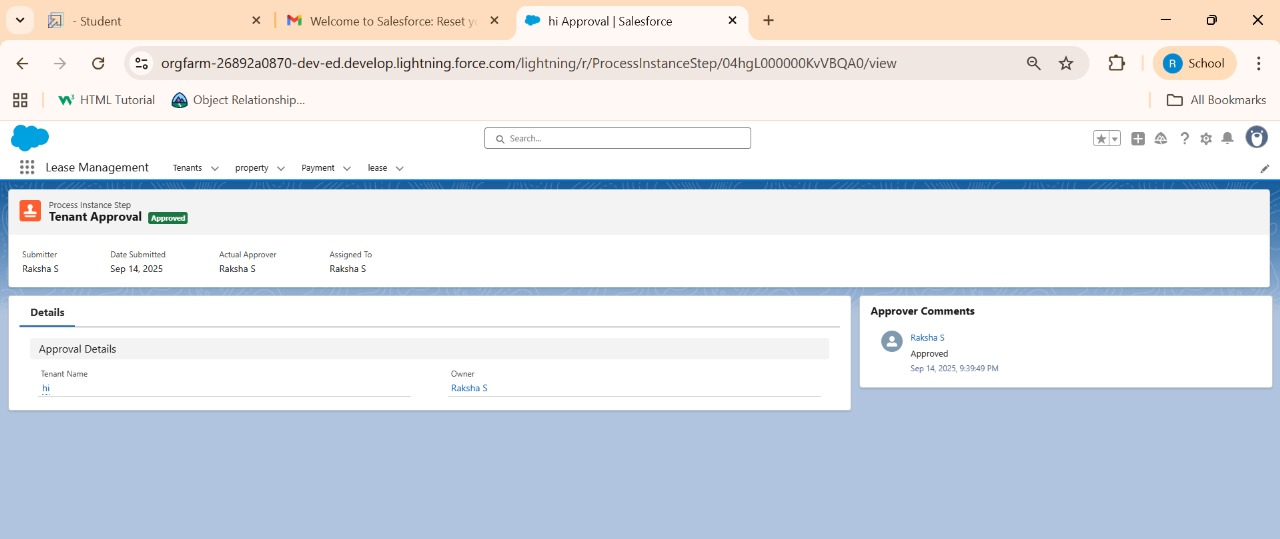 - Student
Welcome to Salesforce: Reset y
hi Approval | Salesforce
orgfarm-26892a0870-dev-ed.develop.lightning.force.com/lightning/r/ProcessInstanceStep/04hgL000000KvVBQA0/view
R School
HTML Tutorial
Object Relationship...
All Bookmarks
Search...
Lease Management
Tenants
property
Payment
lease
Process Instance Step
Tenant Approval Approved
Submitter
Date Submitted
Actual Approver
Assigned To
Raksha S
Sep 14, 2025
Raksha S
Raksha S
Details
Approval Details
Tenant Name
Owner
hi
Raksha S
Approver Comments
Raksha S
Approved
Sep 14, 2025, 9:39:49 PM